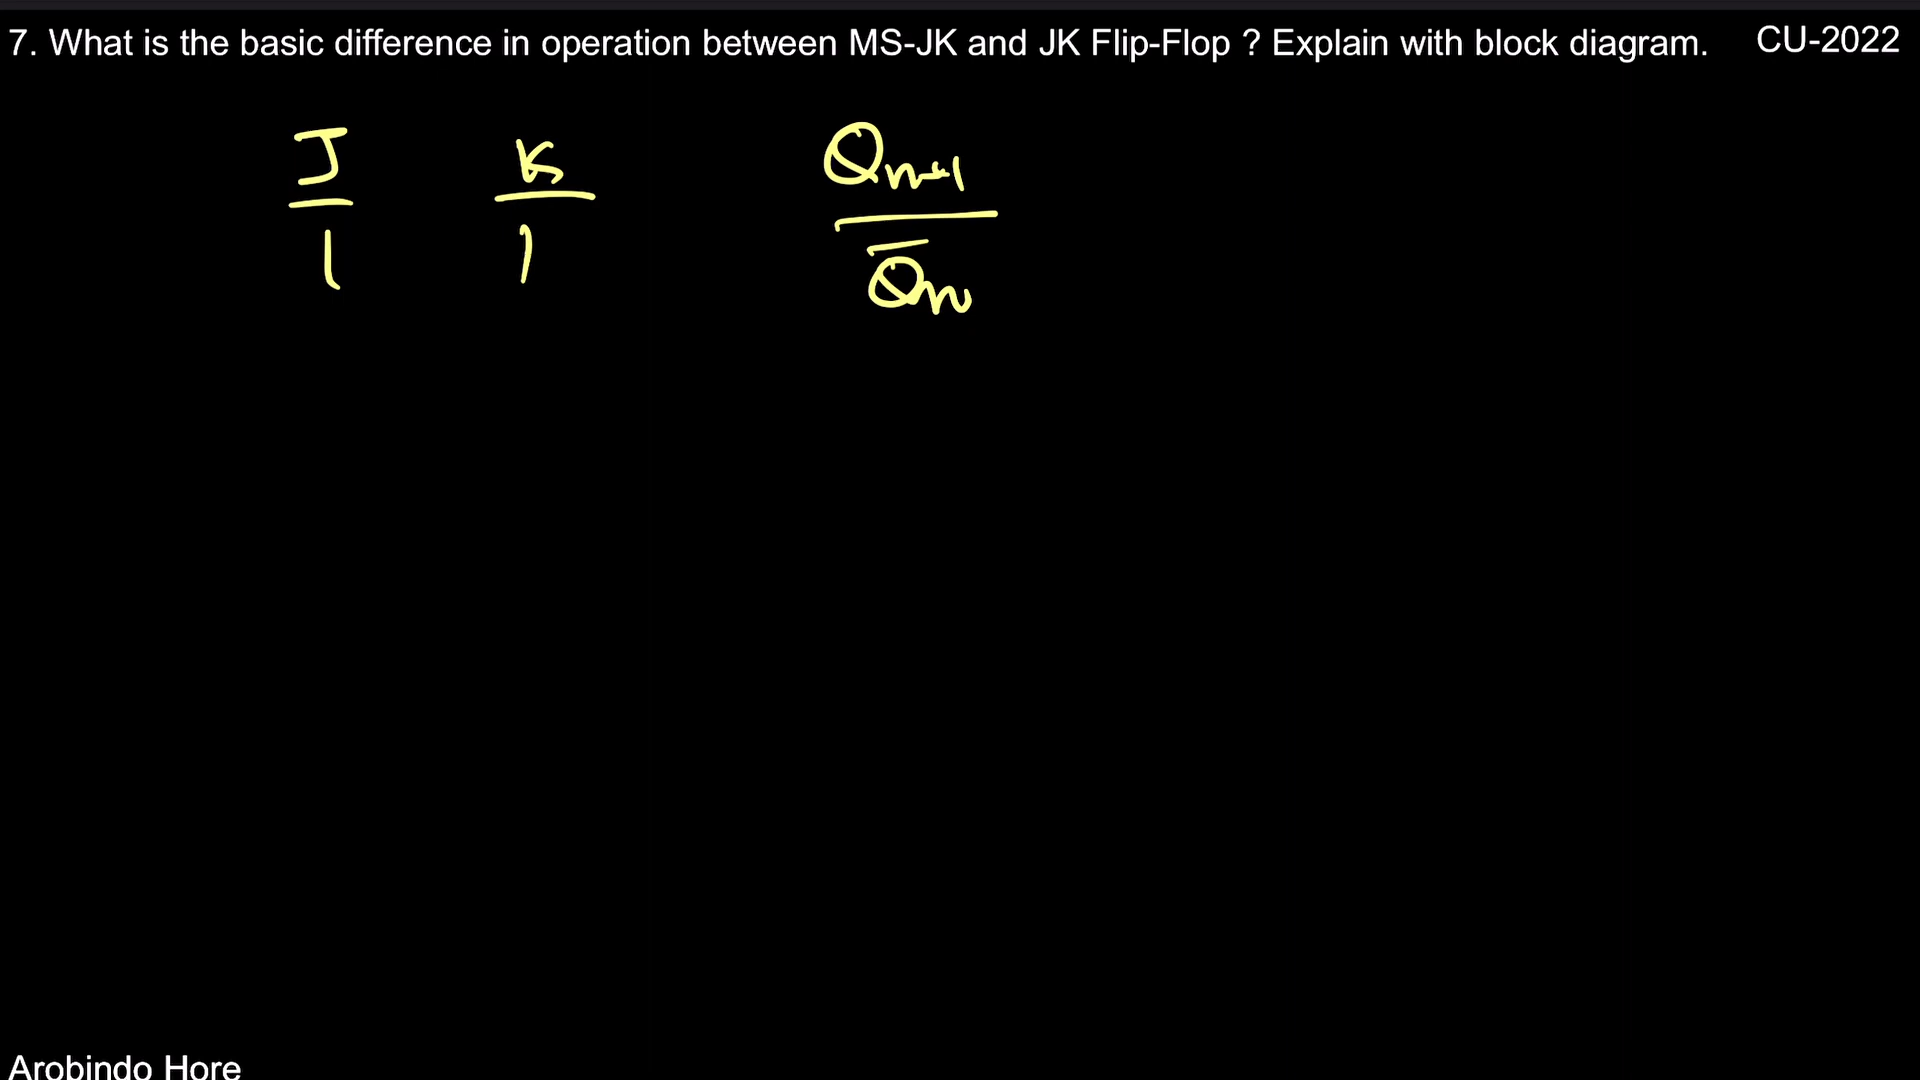 7. What is the basic difference in operation between MS-JK and JK Flip-Flop ? Explain with block diagram. CU-2022
J K Qn+1
1 1 Q̅n
Arobindo Hore